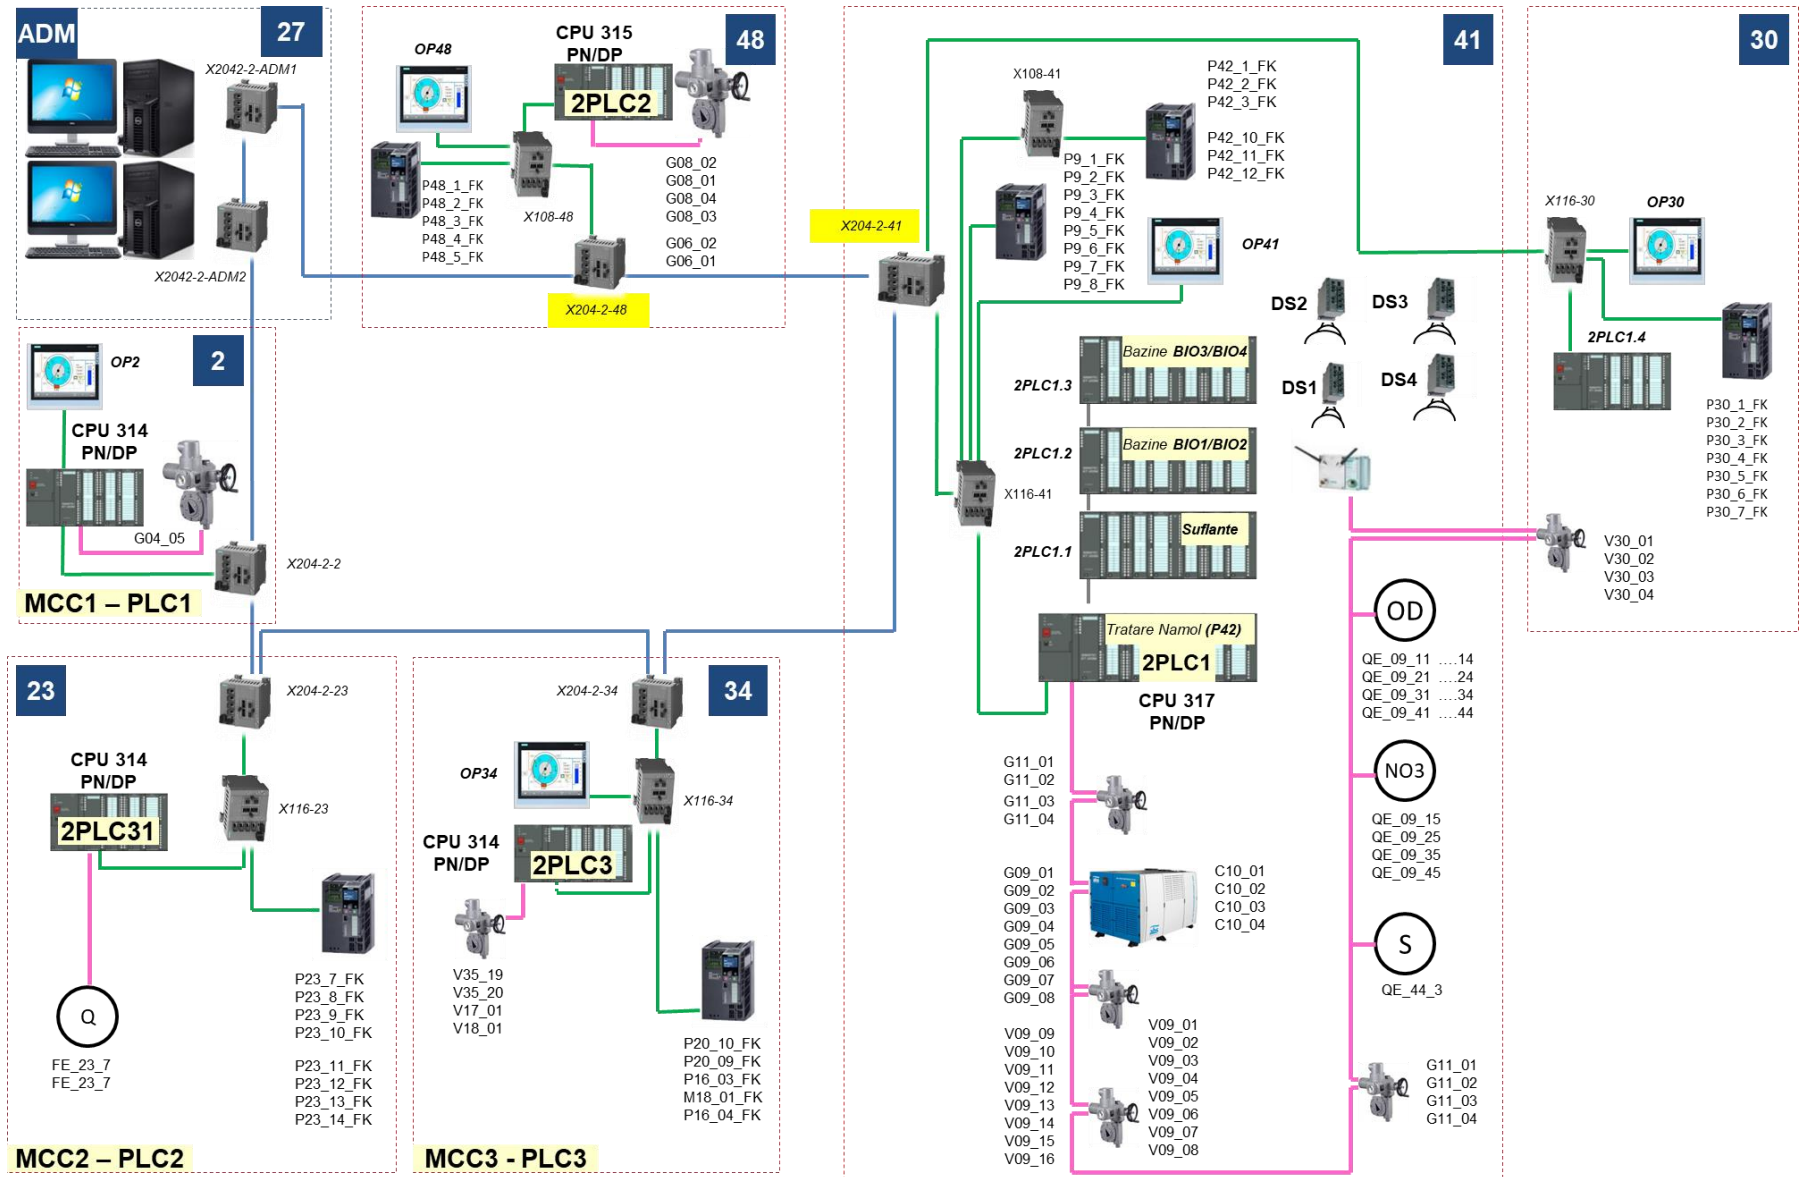 ADM
27
X2042-2-ADM1
X2042-2-ADM2
OP48
CPU 315
PN/DP
48
2PLC2
G08_02
G08_01
G08_04
G08_03
G06_02
G06_01
P48_1_FK
P48_2_FK
P48_3_FK
P48_4_FK
P48_5_FK
X108-48
X204-2-48
41
X204-2-41
X108-41
P42_1_FK
P42_2_FK
P42_3_FK
P42_10_FK
P42_11_FK
P42_12_FK
P9_1_FK
P9_2_FK
P9_3_FK
P9_4_FK
P9_5_FK
P9_6_FK
P9_7_FK
P9_8_FK
OP41
DS2
DS3
DS1
DS4
2PLC1.3
Bazine BIO3/BIO4
2PLC1.2
Bazine BIO1/BIO2
X116-41
2PLC1.1
Suflante
Tratare Namol (P42)
2PLC1
CPU 317
PN/DP
G11_01
G11_02
G11_03
G11_04
G09_01
G09_02
G09_03
G09_04
G09_05
G09_06
G09_07
G09_08
C10_01
C10_02
C10_03
C10_04
V09_09
V09_10
V09_11
V09_12
V09_13
V09_14
V09_15
V09_16
V09_01
V09_02
V09_03
V09_04
V09_05
V09_06
V09_07
V09_08
OD
QE_09_11 ....14
QE_09_21 ....24
QE_09_31 ....34
QE_09_41 ....44
NO3
QE_09_15
QE_09_25
QE_09_35
QE_09_45
S
QE_44_3
G11_01
G11_02
G11_03
G11_04
30
X116-30
OP30
2PLC1.4
P30_1_FK
P30_2_FK
P30_3_FK
P30_4_FK
P30_5_FK
P30_6_FK
P30_7_FK
V30_01
V30_02
V30_03
V30_04
OP2
2
CPU 314
PN/DP
G04_05
X204-2-2
MCC1 – PLC1
23
X204-2-23
CPU 314
PN/DP
2PLC31
X116-23
Q
FE_23_7
FE_23_7
P23_7_FK
P23_8_FK
P23_9_FK
P23_10_FK
P23_11_FK
P23_12_FK
P23_13_FK
P23_14_FK
MCC2 – PLC2
X204-2-34
34
OP34
X116-34
CPU 314
PN/DP
2PLC3
V35_19
V35_20
V17_01
V18_01
P20_10_FK
P20_09_FK
P16_03_FK
M18_01_FK
P16_04_FK
MCC3 - PLC3